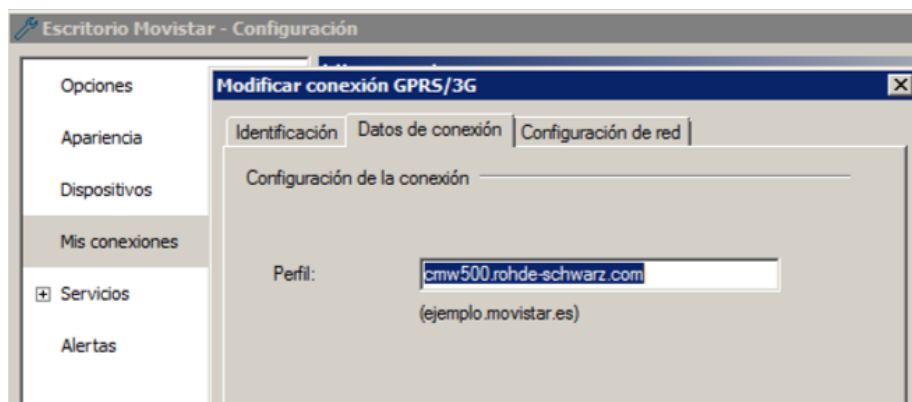 Escritorio Movistar - Configuración
Modificar conexión GPRS/3G
Opciones
Apariencia
Dispositivos
Mis conexiones
Servicios
Alertas
Identificación
Datos de conexión
Configuración de red
Configuración de la conexión
Perfil:
cmw500.rohde-schwarz.com
(ejemplo.movistar.es)